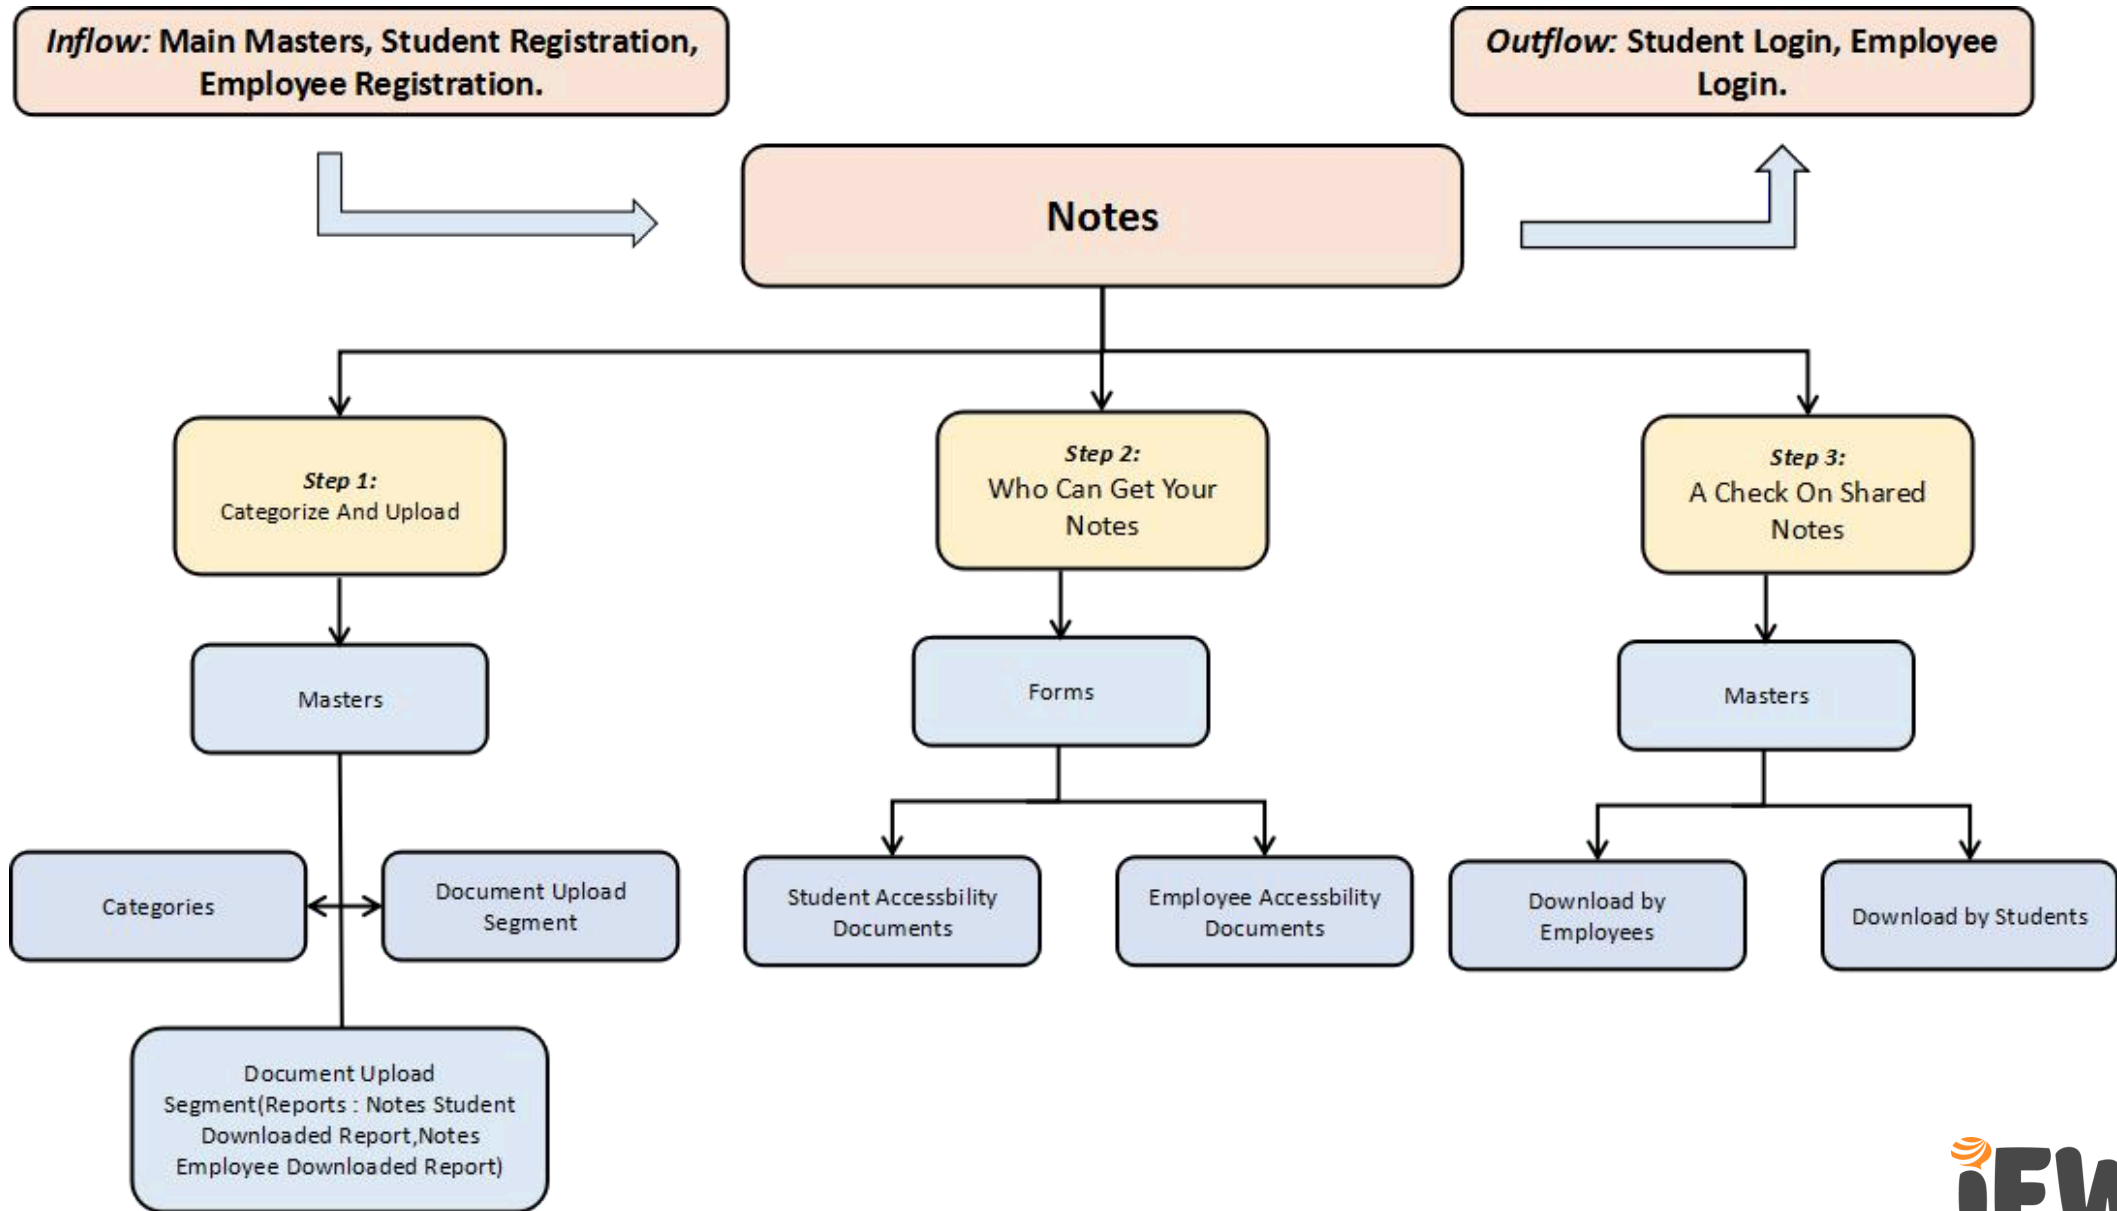 Inflow: Main Masters, Student Registration,
Employee Registration.
Outflow: Student Login, Employee
Login.
Notes
Step 1:
Categorize And Upload
Step 2:
Who Can Get Your
Notes
Step 3:
A Check On Shared
Notes
Masters
Forms
Masters
Categories
Document Upload
Segment
Student Accessbility
Documents
Employee Accessbility
Documents
Download by
Employees
Download by Students
Document Upload
Segment(Reports : Notes Student
Downloaded Report,Notes
Employee Downloaded Report)